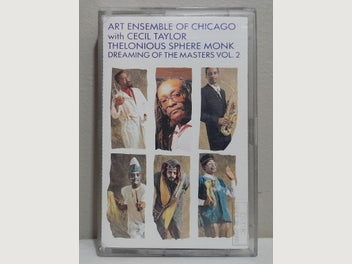 ART ENSEMBLE OF CHICAGO
with CECIL TAYLOR
THELONIOUS SPHERE MONK
DREAMING OF THE MASTERS VOL. 2